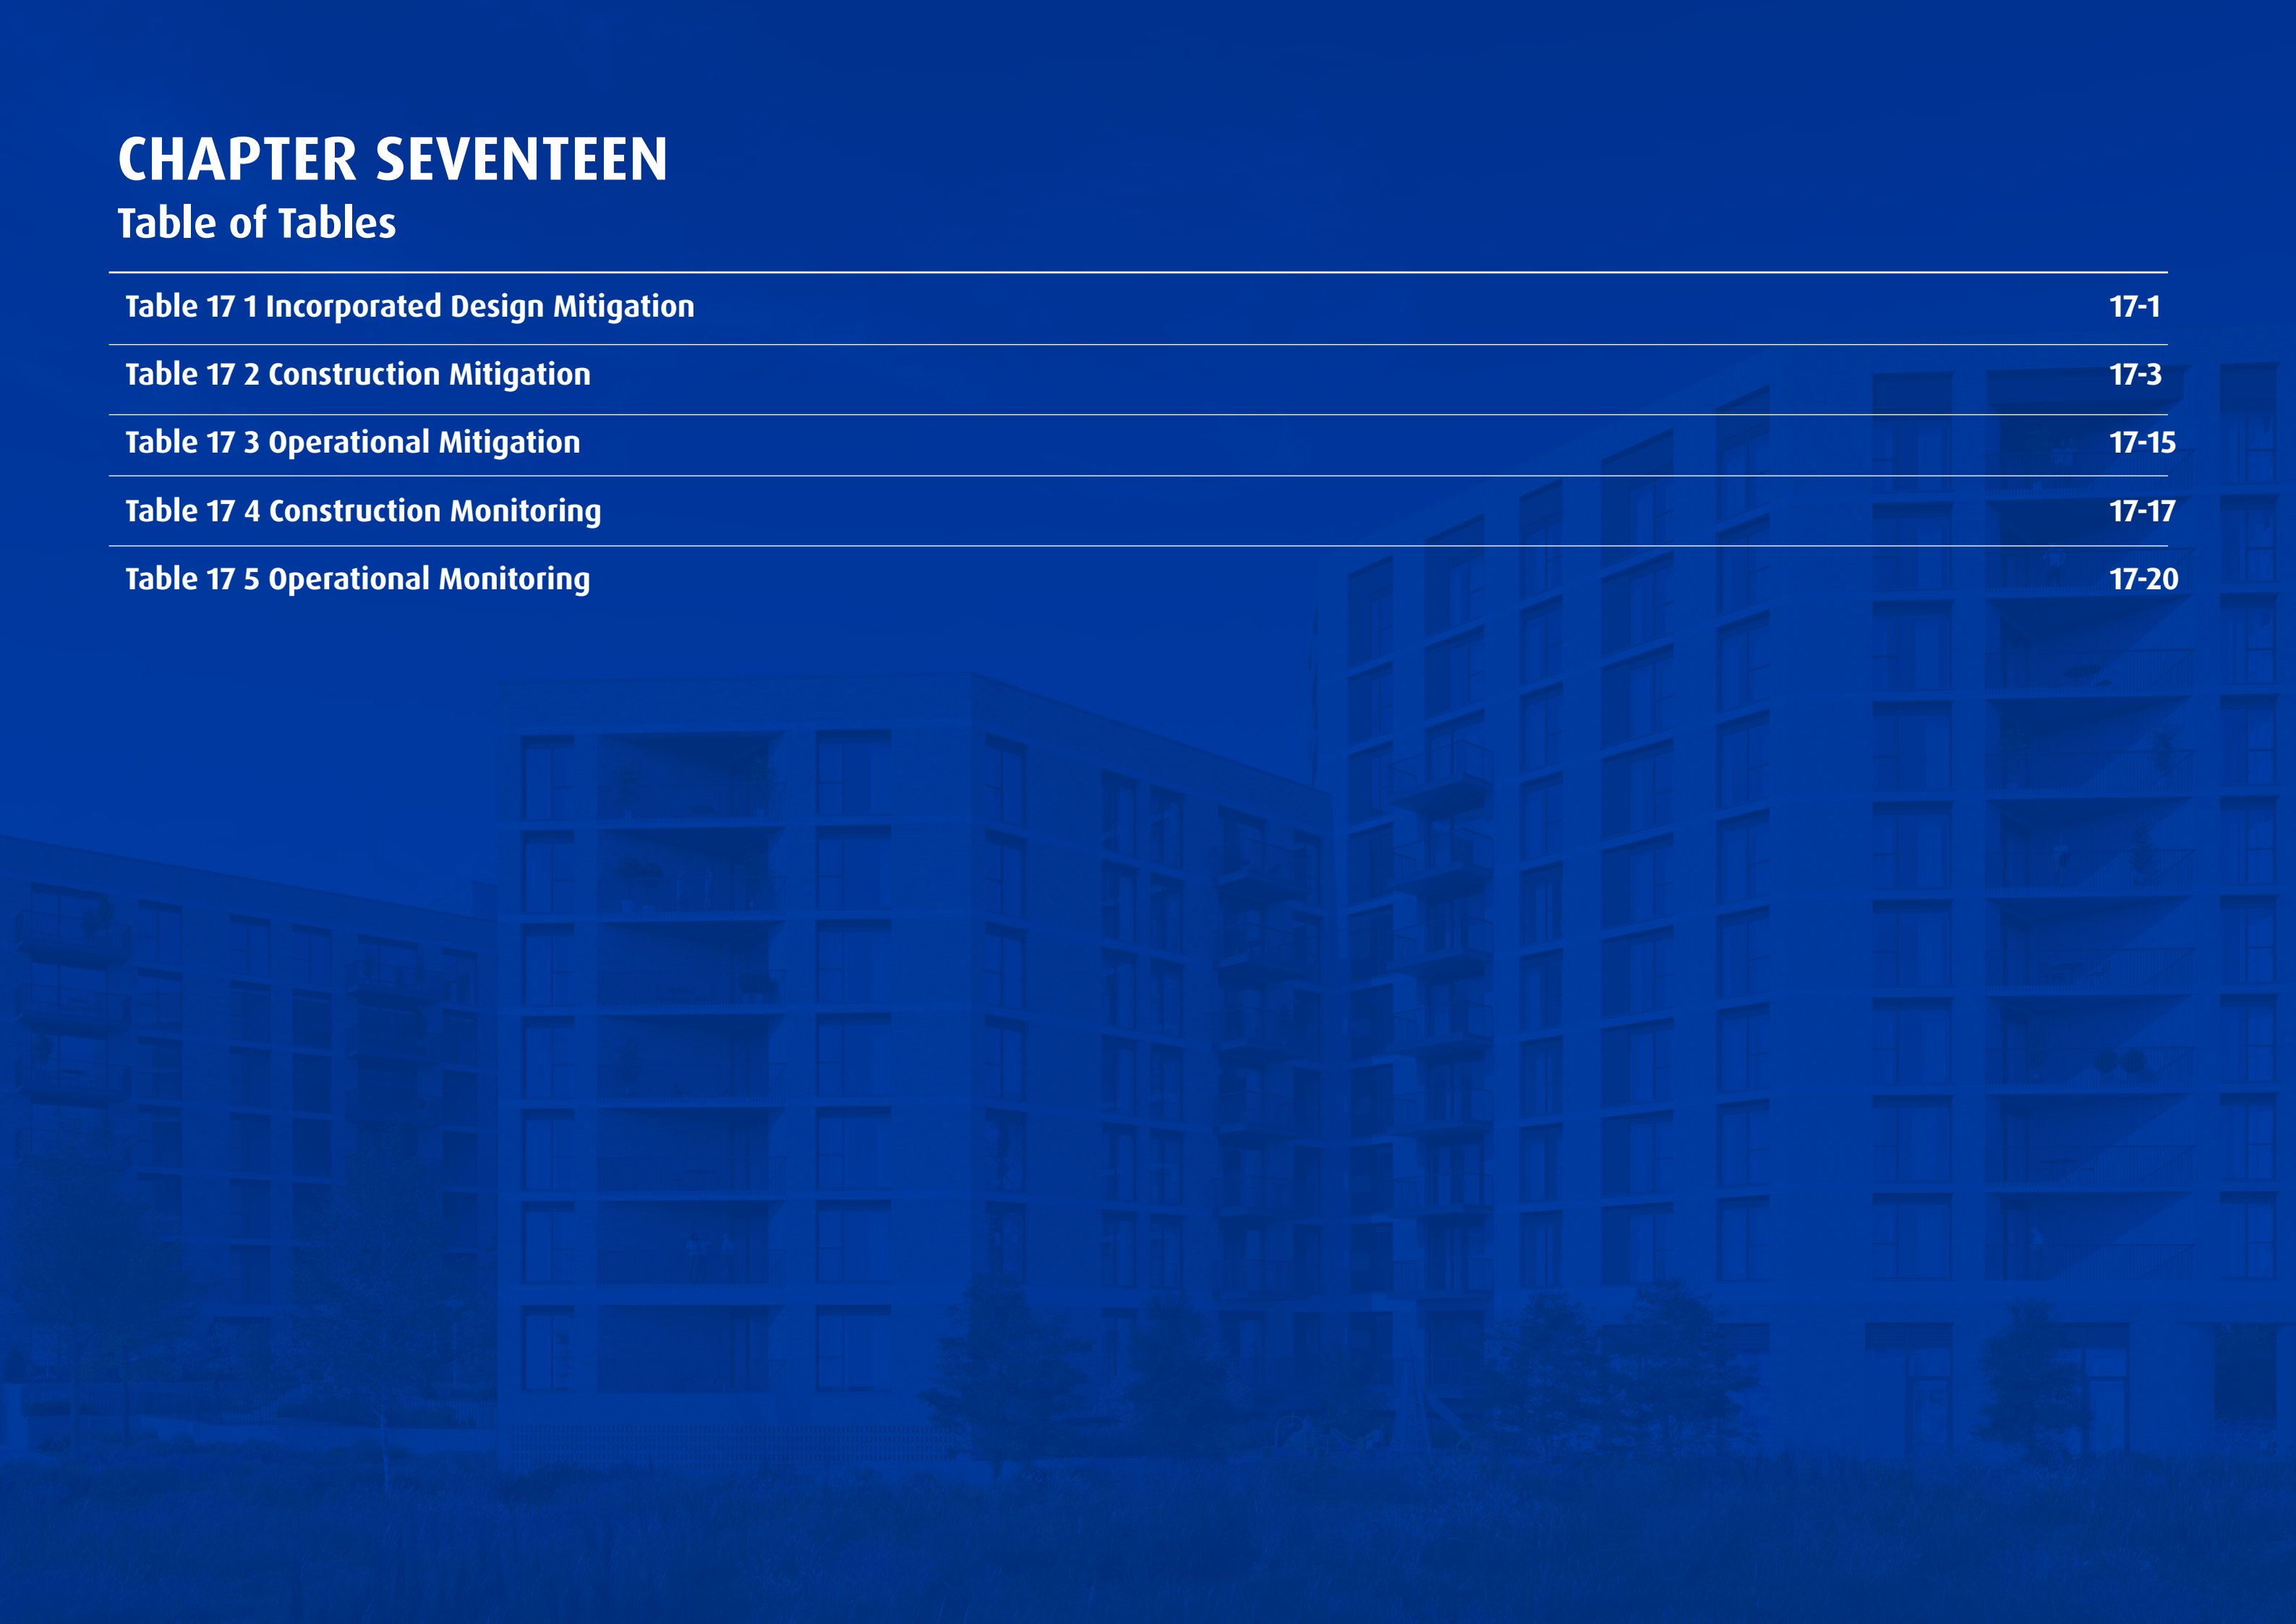 CHAPTER SEVENTEEN
Table of Tables
Table 17 1 Incorporated Design Mitigation 17-1
Table 17 2 Construction Mitigation 17-3
Table 17 3 Operational Mitigation 17-15
Table 17 4 Construction Monitoring 17-17
Table 17 5 Operational Monitoring 17-20